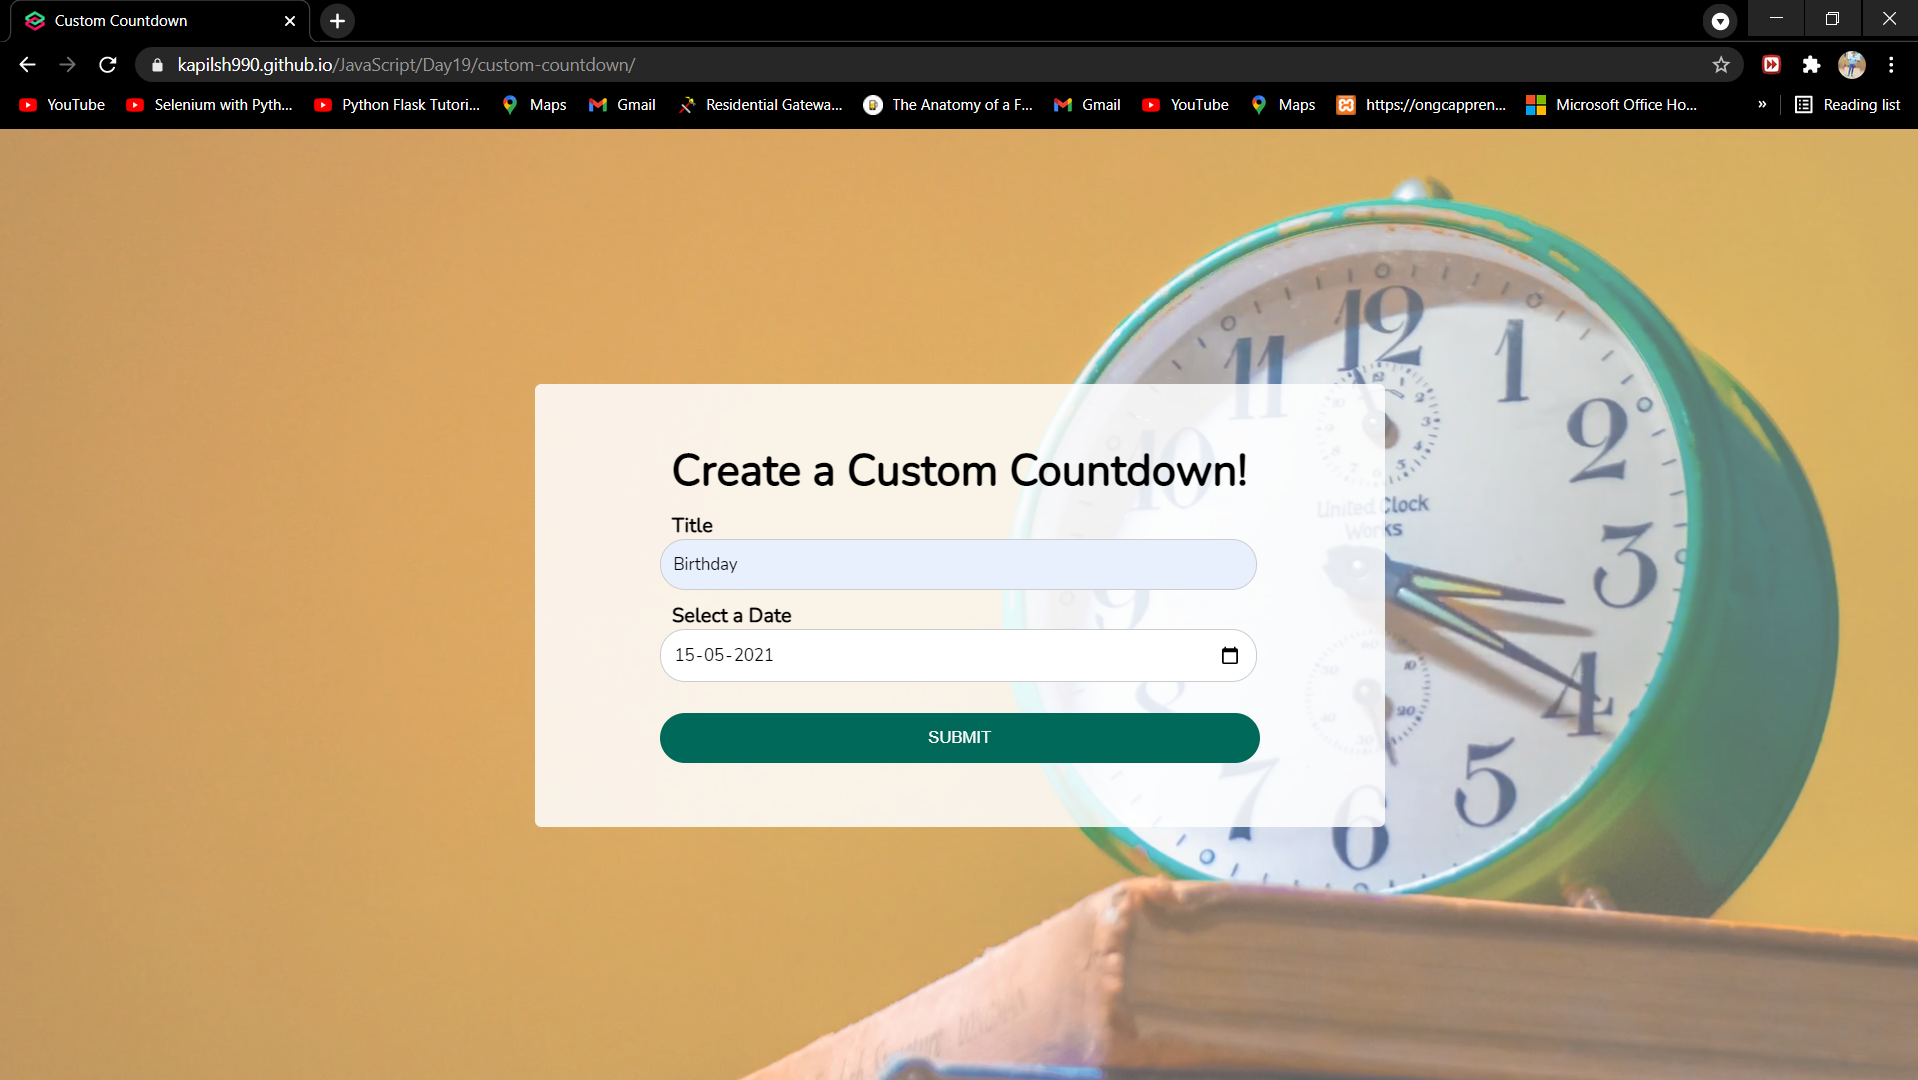 Custom Countdown
kapilsh990.github.io/JavaScript/Day19/custom-countdown/
YouTube
Selenium with Pyth...
Python Flask Tutori...
Maps
Gmail
Residential Gatewa...
The Anatomy of a F...
Gmail
YouTube
Maps
https://ongcappren...
Microsoft Office Ho...
»
Reading list
Create a Custom Countdown!
Title
Birthday
Select a Date
15-05-2021
SUBMIT
12
1
2
3
4
5
6
7
8
9
10
11
United Clock
Works